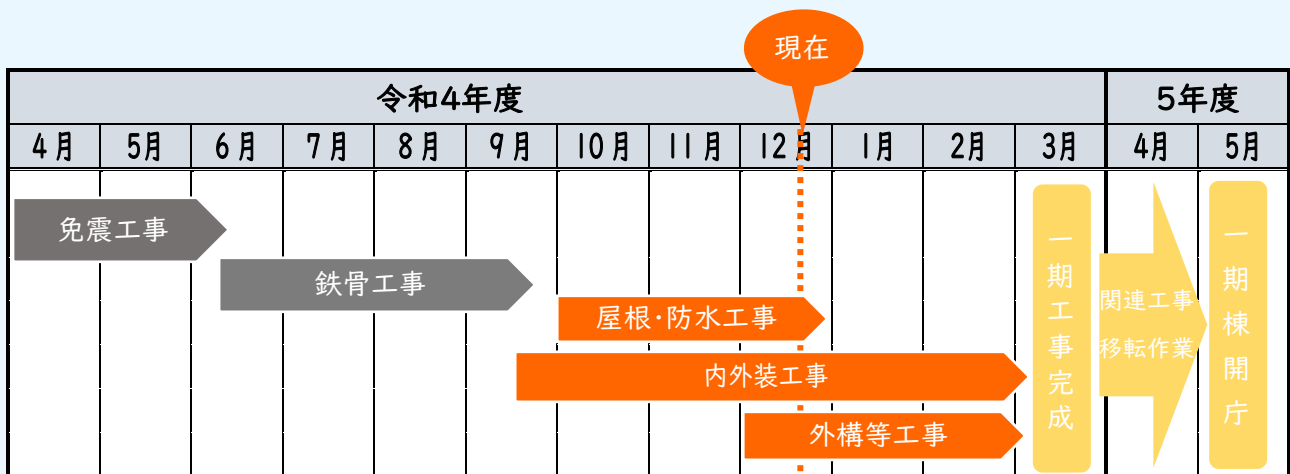 現在
令和4年度
5年度
4月
5月
6月
7月
8月
9月
10月
11月
12月
1月
2月
3月
4月
5月
免震工事
鉄骨工事
屋根・防水工事
内外装工事
外構等工事
一期工事完成
関連工事
移転作業
一期棟開庁